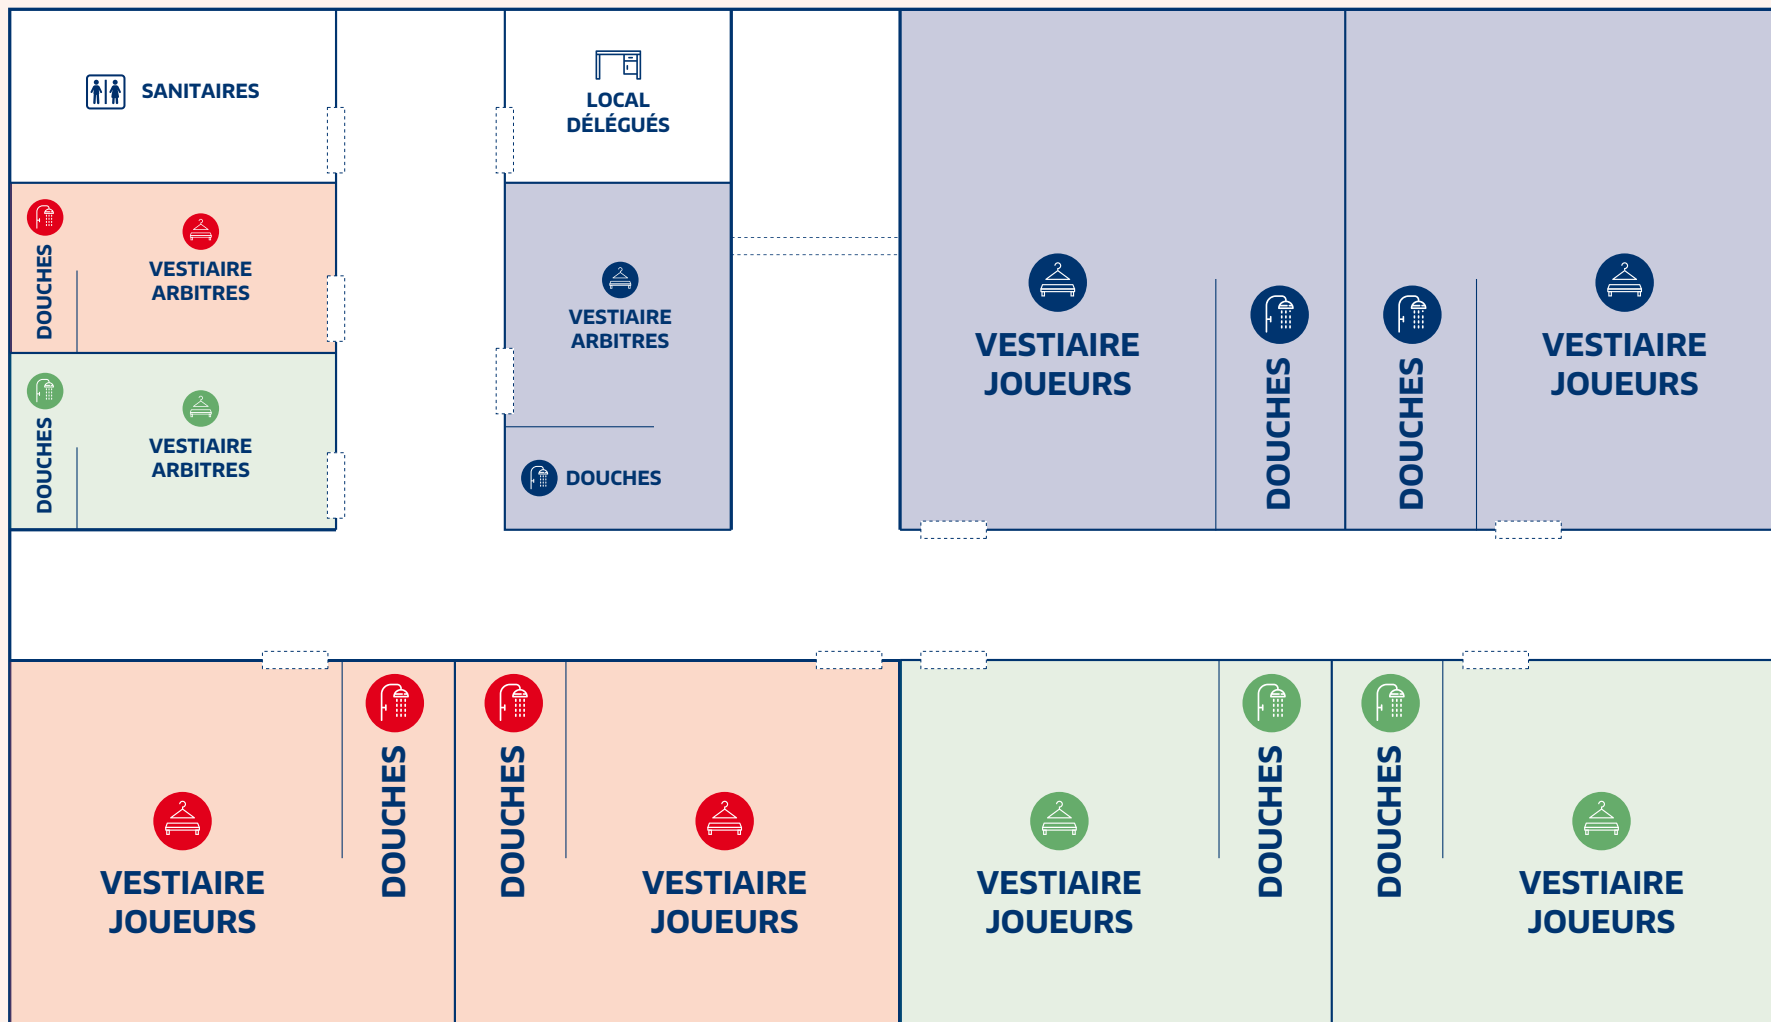 SANITAIRES
LOCAL
DÉLÉGUÉS
DOUCHES
VESTIAIRE
ARBITRES
DOUCHES
VESTIAIRE
ARBITRES
VESTIAIRE
ARBITRES
DOUCHES
VESTIAIRE
JOUEURS
DOUCHES
DOUCHES
VESTIAIRE
JOUEURS
VESTIAIRE
JOUEURS
DOUCHES
DOUCHES
VESTIAIRE
JOUEURS
VESTIAIRE
JOUEURS
DOUCHES
DOUCHES
VESTIAIRE
JOUEURS